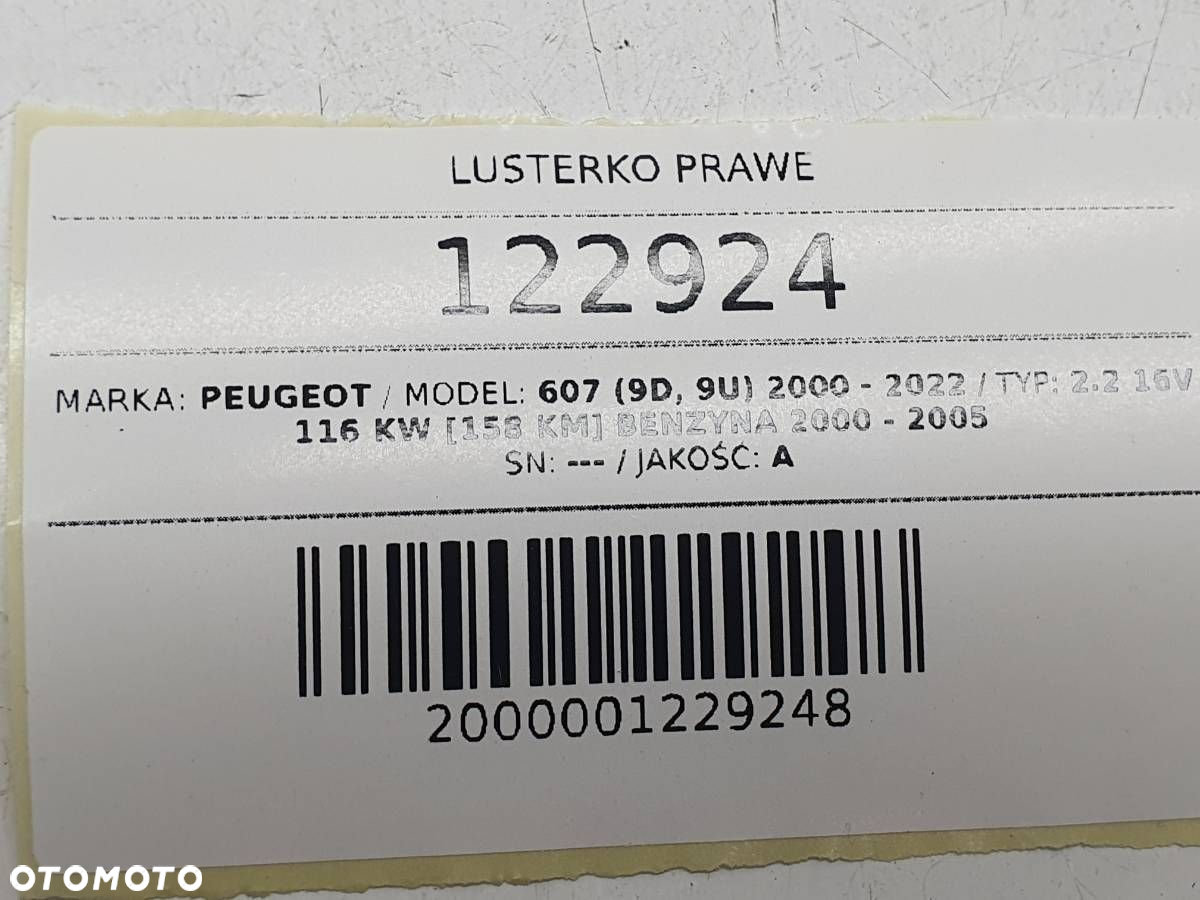 LUSTERKO PRAWE
122924
MARKA: PEUGEOT / MODEL: 607 (9D, 9U) 2000 - 2022 / TYP: 2.2 16V
116 KW [158 KM] BENZYNA 2000 - 2005
SN: --- / JAKOŚĆ: A
2000001229248
OTOMOTO